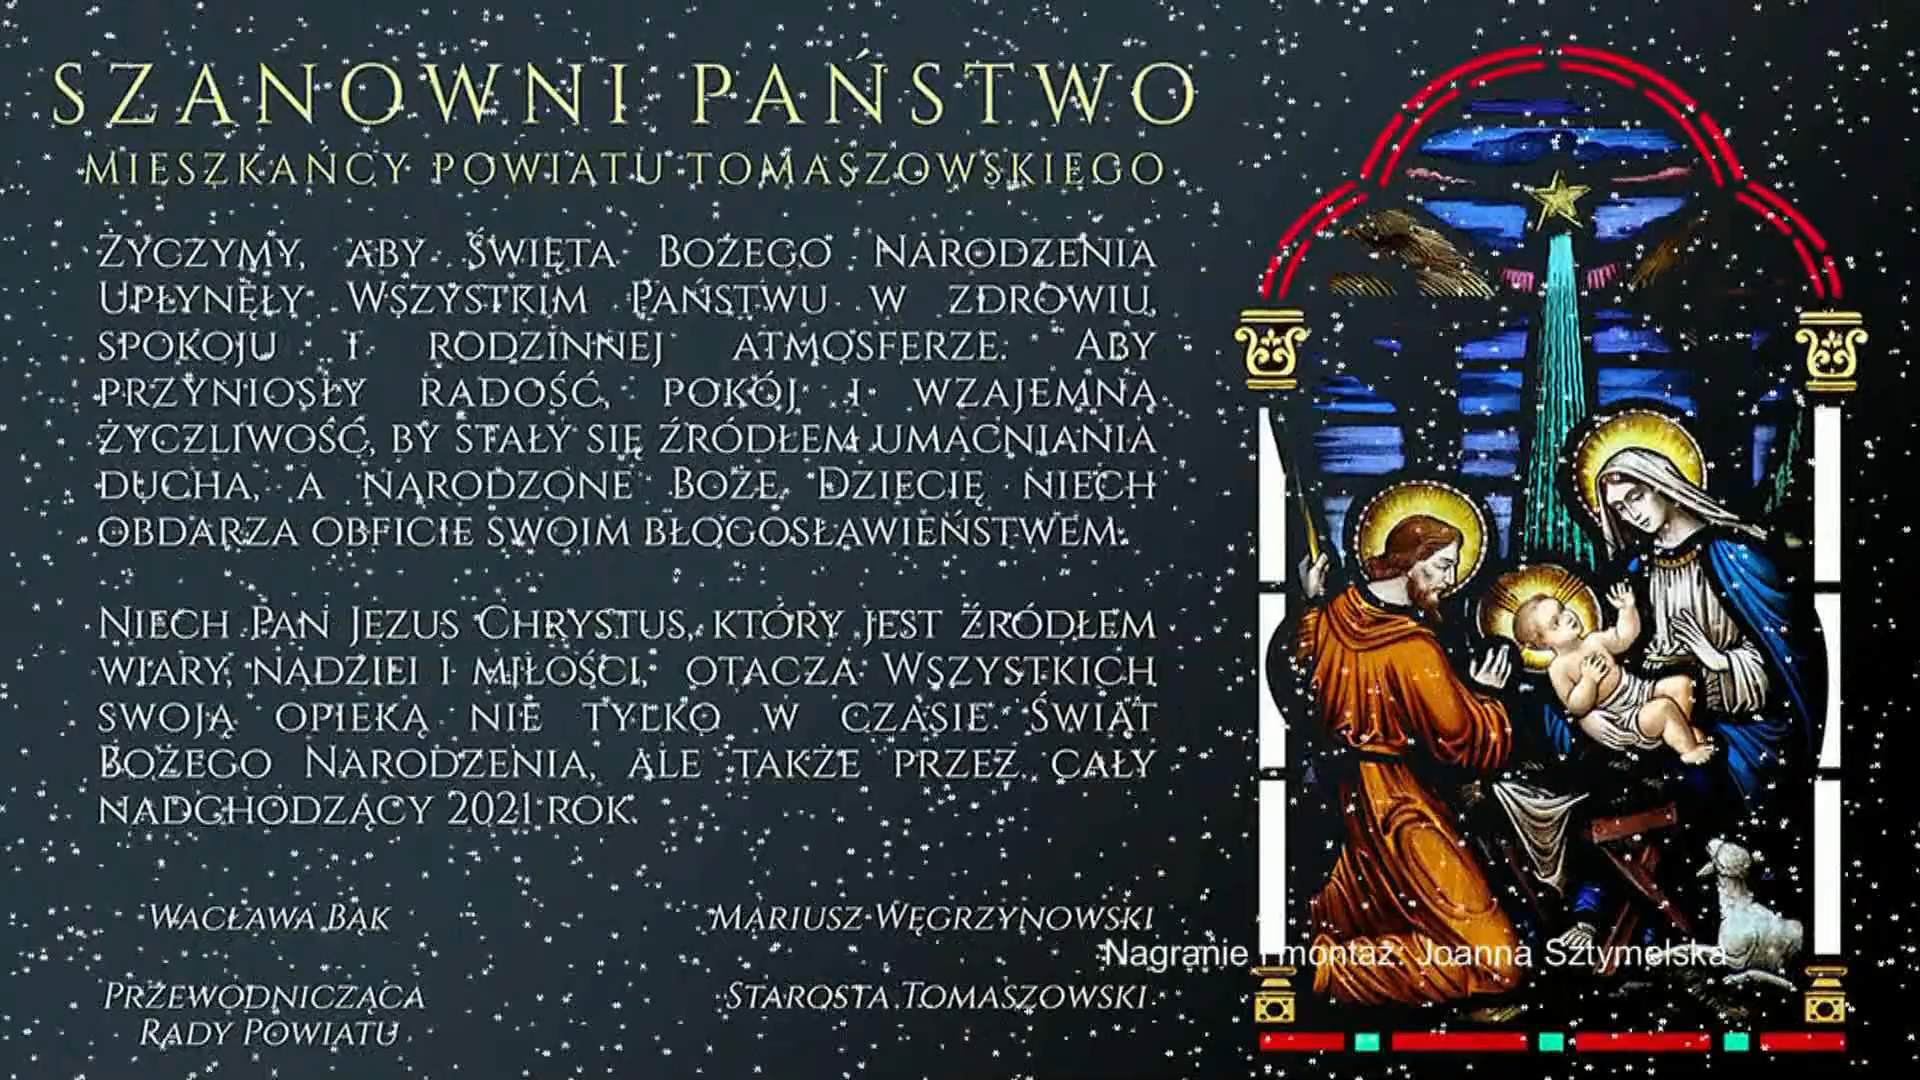 SZANOWNI PAŃSTWO
MIESZKAŃCY POWIATU TOMASZOWSKIEGO
ŻYCZYMY, ABY ŚWIĘTA BOŻEGO NARODZENIA
UPŁYNĘŁY WSZYSTKIM PAŃSTWU W ZDROWIU,
SPOKOJU I RODZINNEJ ATMOSFERZE. ABY
PRZYNIOSŁY RADOŚĆ, POKÓJ I WZAJEMNĄ
ŻYCZLIWOŚĆ, BY STAŁY SIĘ ŹRÓDŁEM UMACNIANIA
DUCHA, A NARODZONE BOŻE DZIECIĘ NIECH
OBDARZA OBFICIE SWOIM BŁOGOSŁAWIEŃSTWEM.
NIECH PAN JEZUS CHRYSTUS, KTÓRY JEST ŹRÓDŁEM
WIARY, NADZIEI I MIŁOŚCI, OTACZA WSZYSTKICH
SWOJĄ OPIEKĄ NIE TYLKO W CZASIE ŚWIĄT
BOŻEGO NARODZENIA, ALE TAKŻE PRZEZ CAŁY
NADCHODZĄCY 2021 ROK.
WACŁAWA BĄK MARIUSZ WĘGRZYNOWSKI
Nagranie i montaż: Joanna Sztymelska
PRZEWODNICZĄCA STAROSTA TOMASZOWSKI
RADY POWIATU